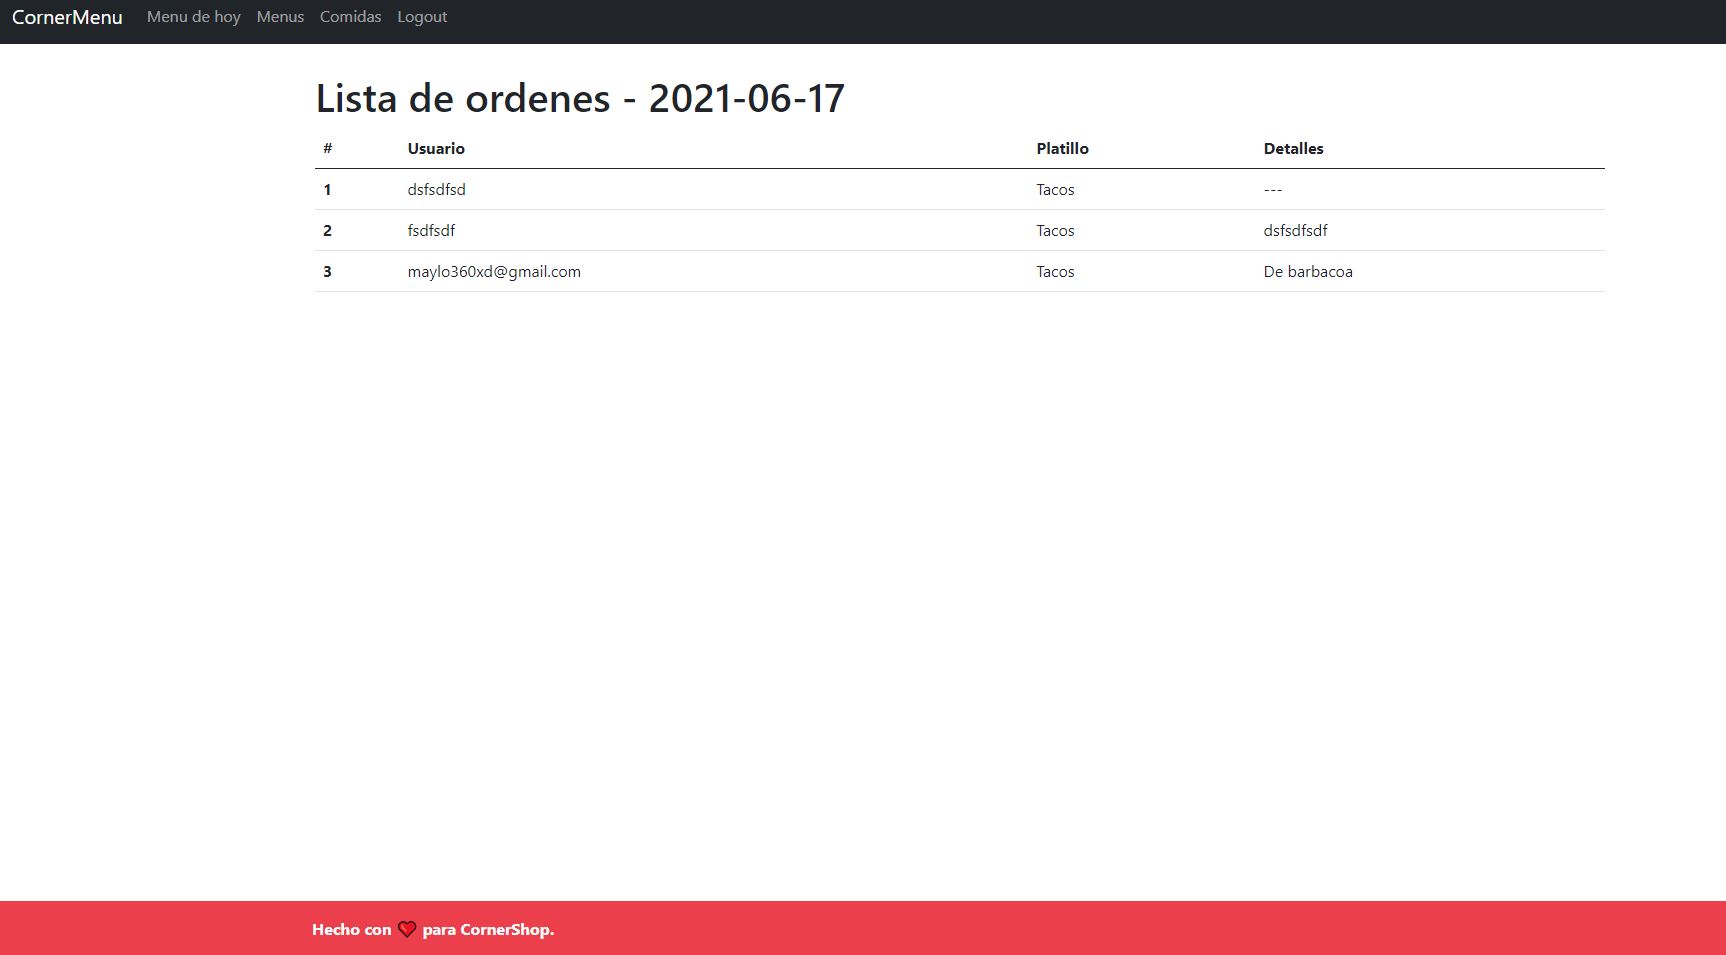 CornerMenu Menu de hoy Menus Comidas Logout
Lista de ordenes - 2021-06-17
# Usuario Platillo Detalles
1 dsfsdfsd Tacos ---
2 fsdfsdf Tacos dsfsdfsdf
3 maylo360xd@gmail.com Tacos De barbacoa
Hecho con ❤ para CornerShop.